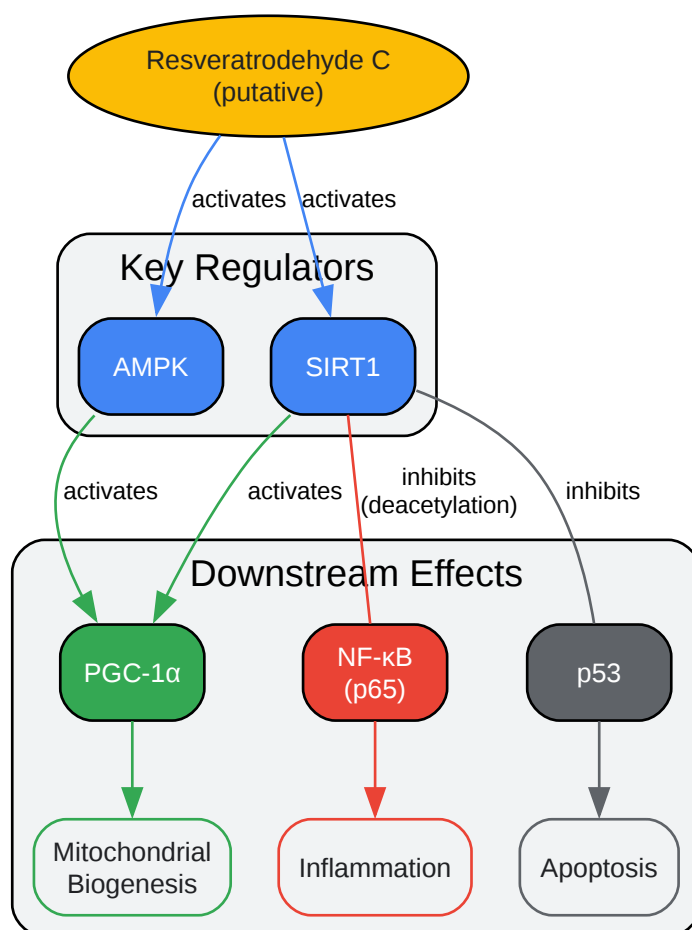 Resveratrodehyde C
(putative)
activates
activates
Key Regulators
AMPK
SIRT1
activates
activates
inhibits
(deacetylation)
inhibits
Downstream Effects
PGC-1α
NF-κB
(p65)
p53
Mitochondrial
Biogenesis
Inflammation
Apoptosis